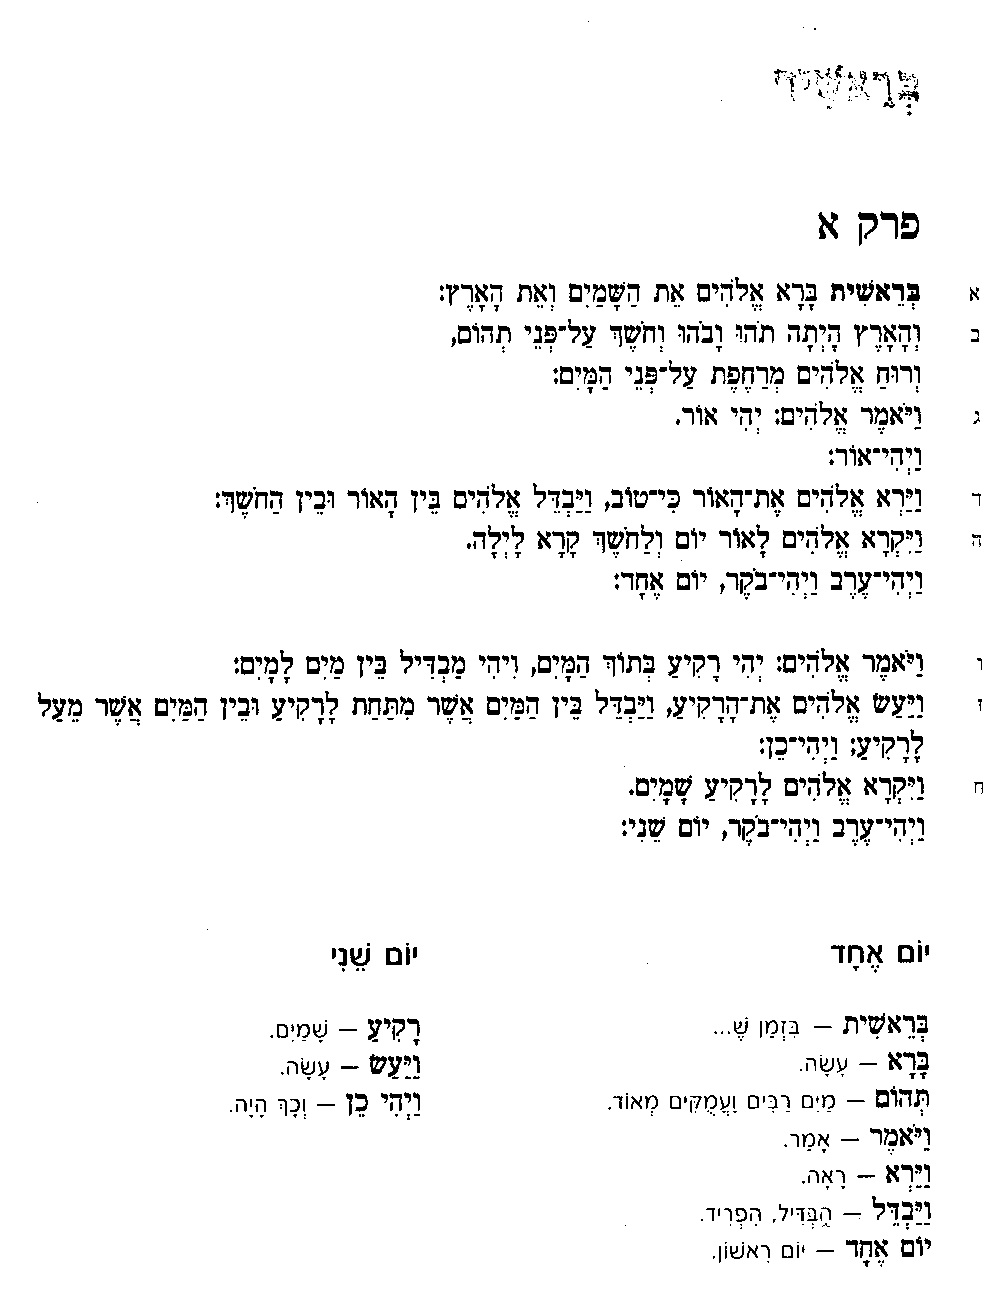 בְּרֵאשִׁית
פרק א
א בְּרֵאשִׁית בָּרָא אֱלֹהִים אֵת הַשָּׁמַיִם וְאֵת הָאָרֶץ:
ב וְהָאָרֶץ הָיְתָה תֹהוּ וָבֹהוּ וְחֹשֶׁךְ עַל־פְּנֵי תְהוֹם,
וְרוּחַ אֱלֹהִים מְרַחֶפֶת עַל־פְּנֵי הַמָּיִם:
ג וַיֹּאמֶר אֱלֹהִים: יְהִי אוֹר.
וַיְהִי־אוֹר:
ד וַיַּרְא אֱלֹהִים אֶת־הָאוֹר כִּי־טוֹב, וַיַּבְדֵּל אֱלֹהִים בֵּין הָאוֹר וּבֵין הַחֹשֶׁךְ:
ה וַיִּקְרָא אֱלֹהִים לָאוֹר יוֹם וְלַחֹשֶׁךְ קָרָא לָיְלָה.
וַיְהִי־עֶרֶב וַיְהִי־בֹקֶר, יוֹם אֶחָד:
ו וַיֹּאמֶר אֱלֹהִים: יְהִי רָקִיעַ בְּתוֹךְ הַמָּיִם, וִיהִי מַבְדִּיל בֵּין מַיִם לָמָיִם:
ז וַיַּעַשׂ אֱלֹהִים אֶת־הָרָקִיעַ, וַיַּבְדֵּל בֵּין הַמַּיִם אֲשֶׁר מִתַּחַת לָרָקִיעַ וּבֵין הַמַּיִם אֲשֶׁר מֵעַל
לָרָקִיעַ; וַיְהִי־כֵן:
ח וַיִּקְרָא אֱלֹהִים לָרָקִיעַ שָׁמָיִם.
וַיְהִי־עֶרֶב וַיְהִי־בֹקֶר, יוֹם שֵׁנִי:
יוֹם אֶחָד
בְּרֵאשִׁית – בִּזְמַן שֶׁ...
בָּרָא – עָשָׂה.
תְּהוֹם – מַיִם רַבִּים וַעֲמֻקִּים מְאוֹד.
וַיֹּאמֶר – אָמַר.
וַיַּרְא – רָאָה.
וַיַּבְדֵּל – הִבְדִּיל, הִפְרִיד.
יוֹם אֶחָד – יוֹם רִאשׁוֹן.
יוֹם שֵׁנִי
רָקִיעַ – שָׁמַיִם.
וַיַּעַשׂ – עָשָׂה.
וַיְהִי כֵן – וְכָךְ הָיָה.